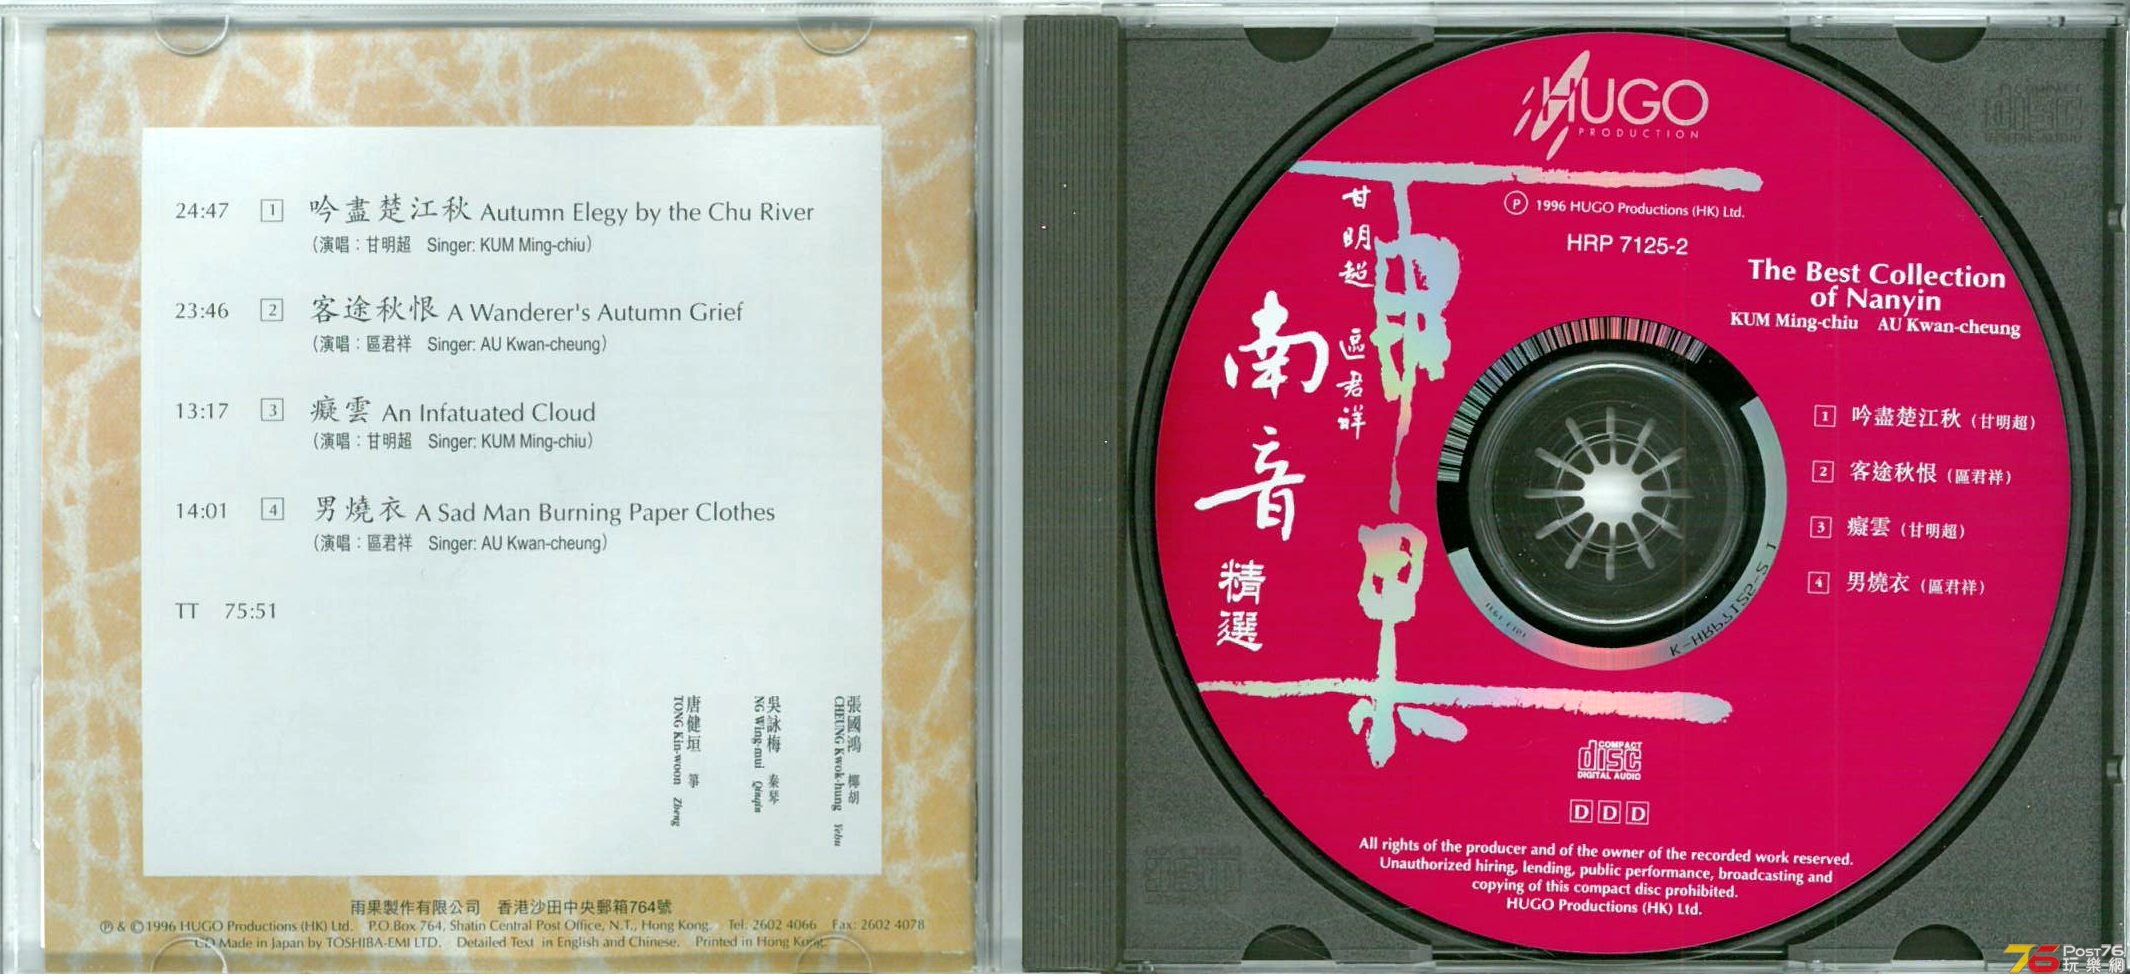 24:47 1 吟盡楚江秋 Autumn Elegy by the Chu River
（演唱：甘明超 Singer: KUM Ming-chiu）
23:46 2 客途秋恨 A Wanderer's Autumn Grief
（演唱：區君祥 Singer: AU Kwan-cheung）
13:17 3 癡雲 An Infatuated Cloud
（演唱：甘明超 Singer: KUM Ming-chiu）
14:01 4 男燒衣 A Sad Man Burning Paper Clothes
（演唱：區君祥 Singer: AU Kwan-cheung）
TT 75:51
張國鴻 椰胡
CHEUNG Kwok-hung Yehu
吳詠梅 秦琴
NG Wing-mui Qinqin
唐健垣 箏
TONG Kin-woon Zheng
雨果製作有限公司 香港沙田中央郵箱764號
Ⓟ & © 1996 HUGO Productions (HK) Ltd. P.O.Box 764, Shatin Central Post Office, N.T., Hong Kong. Tel: 2602 4066 Fax: 2602 4078
CD Made in Japan by TOSHIBA-EMI LTD. Detailed Text in English and Chinese. Printed in Hong Kong.
HUGO
PRODUCTION
Ⓟ 1996 HUGO Productions (HK) Ltd.
HRP 7125-2
雨果
甘明超 區君祥
南音
精選
The Best Collection
of Nanyin
KUM Ming-chiu AU Kwan-cheung
1 吟盡楚江秋（甘明超）
2 客途秋恨（區君祥）
3 癡雲（甘明超）
4 男燒衣（區君祥）
COMPACT
disc
DIGITAL AUDIO
D D D
All rights of the producer and of the owner of the recorded work reserved.
Unauthorized hiring, lending, public performance, broadcasting and
copying of this compact disc prohibited.
HUGO Productions (HK) Ltd.
76 Post76
玩樂網